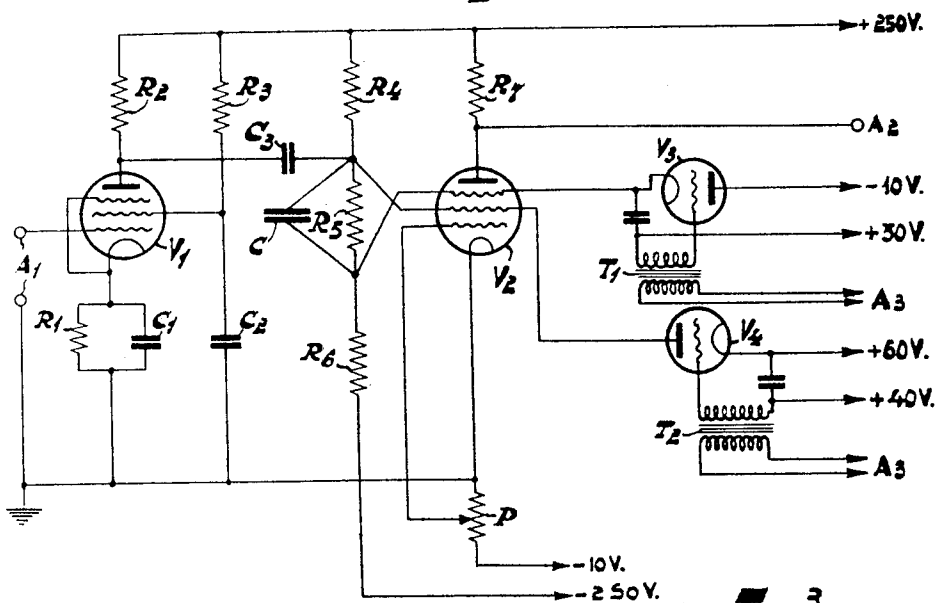 +250V.
R2
R3
R4
R7
C3
A2
V3
-10V.
V1
C
R5
V2
+30V.
A1
T1
A3
R1
C1
C2
R6
V4
+60V.
+40V.
T2
A3
P
-10V.
-250V.